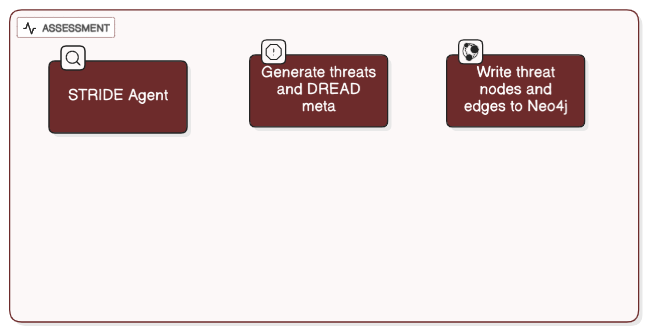 ASSESSMENT
STRIDE Agent
Generate threats
and DREAD
meta
Write threat
nodes and
edges to Neo4j